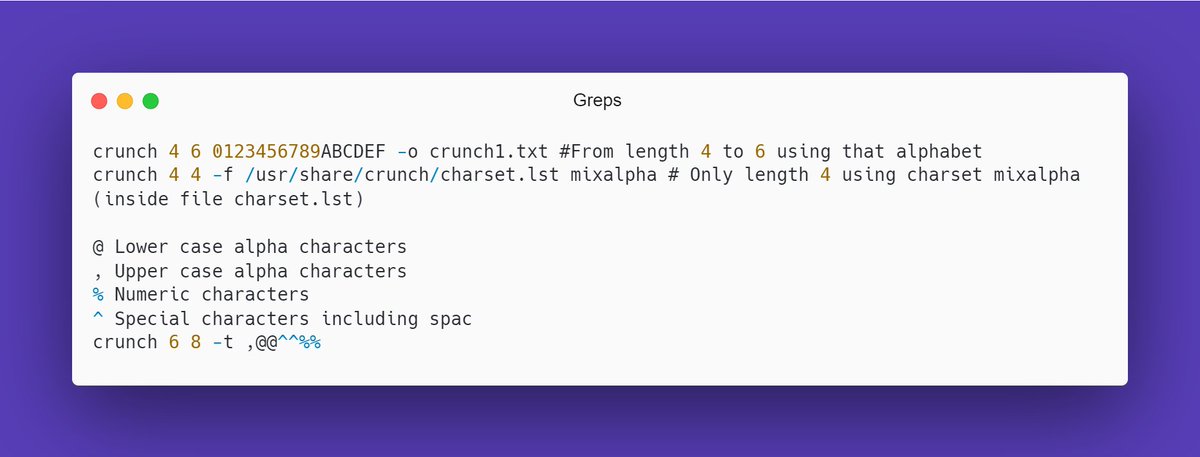 Greps
crunch 4 6 0123456789ABCDEF -o crunch1.txt #From length 4 to 6 using that alphabet
crunch 4 4 -f /usr/share/crunch/charset.lst mixalpha # Only length 4 using charset mixalpha
(inside file charset.lst)
@ Lower case alpha characters
, Upper case alpha characters
% Numeric characters
^ Special characters including spac
crunch 6 8 -t ,@@^^%%